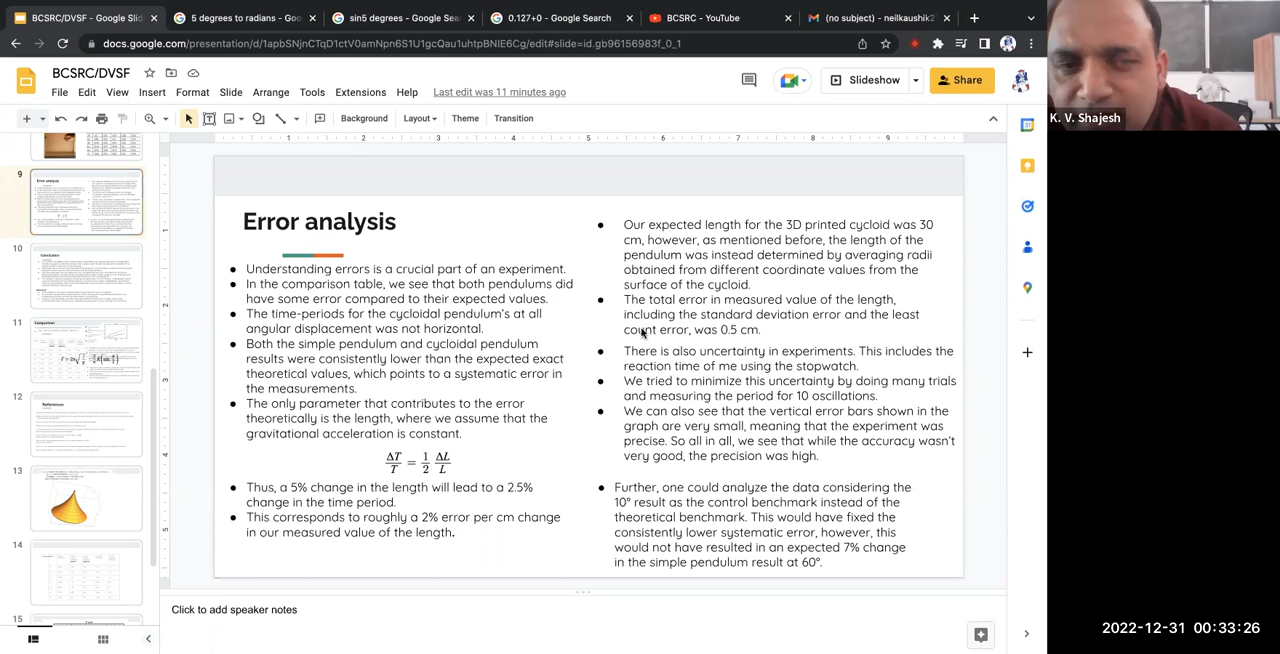 BCSRC/DVSF - Google Slid
5 degrees to radians - Goo
sin5 degrees - Google Sea
0.127+0 - Google Search
BCSRC - YouTube
(no subject) - neilkaushik2
docs.google.com/presentation/d/1apbSNjnCTqD1ctV0amNpn6S1U1gcQau1uhtpBNIE6Cg/edit#slide=id.gb96156983f_0_1
BCSRC/DVSF
File Edit View Insert Format Slide Arrange Tools Extensions Help Last edit was 11 minutes ago
Slideshow
Share
Background Layout Theme Transition
K. V. Shajesh
9
10
11
12
13
14
15
Error analysis
● Understanding errors a crucial part of this experiment.
● In the comparison table, we see that both pendulums did
have some error compared to their expected values.
● The time-periods for the cycloidal pendulum's at all
angular displacement was not horizontal.
● Both the simple pendulum and cycloidal pendulum
results were consistently lower than the expected exact
theoretical values, which points to a systematic error in
the measurements.
● The only parameter that contributes to the error
theoretically is the length, where we assume that the
gravitational acceleration is constant.
ΔT/T = 1/2 ΔL/L
● Thus, a 5% change in the length will lead to a 2.5%
change in the time period.
● This corresponds to roughly a 2% error per cm change
in our measured value of the length.
● Our expected length for the 3D printed cycloid was 30
cm, however, as mentioned before, the length of the
pendulum was instead determined by averaging radii
obtained from different coordinates values from the
surface of the cycloid.
● The total error in measured value of the length,
including the standard deviation error and the least
count error, was 0.5 cm.
● There is also uncertainty in experiments. This includes the
reaction time of me using the stopwatch.
● We tried to minimize this uncertainty by doing many trials
and measuring the period for 10 oscillations.
● We can also see that the vertical error bars shown in the
graph are very small, meaning that the experiment was
precise. So all in all, we see that while the accuracy wasn't
very good, the precision was high.
● Further, one could analyze the data considering the
10° result as the control benchmark instead of the
theoretical benchmark. This would have fixed the
consistently lower systematic error, however, this
would not have resulted in an expected 7% change
in the simple pendulum result at 60°.
Click to add speaker notes
2022-12-31 00:33:26